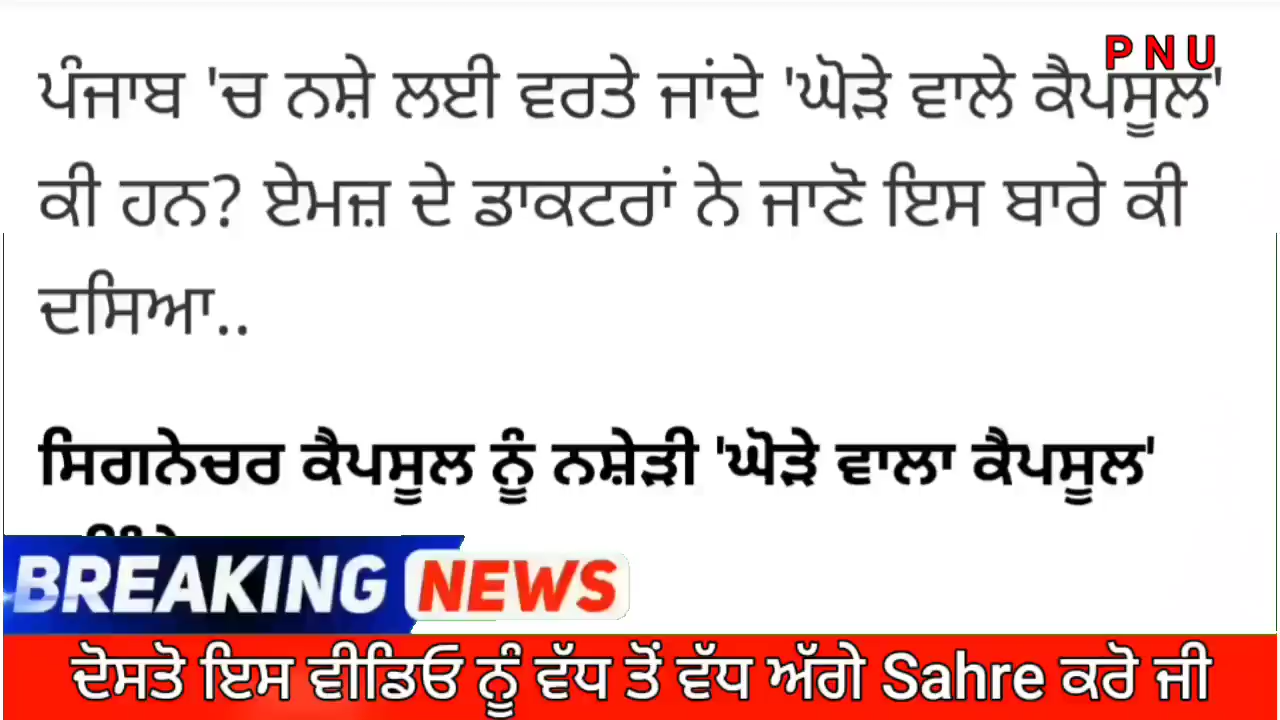 PNU
ਪੰਜਾਬ 'ਚ ਨਸ਼ੇ ਲਈ ਵਰਤੇ ਜਾਂਦੇ 'ਘੋੜੇ ਵਾਲੇ ਕੈਪਸੂਲ'
ਕੀ ਹਨ? ਏਮਜ਼ ਦੇ ਡਾਕਟਰਾਂ ਨੇ ਜਾਣੋ ਇਸ ਬਾਰੇ ਕੀ
ਦਸਿਆ..
ਸਿਗਨੇਚਰ ਕੈਪਸੂਲ ਨੂੰ ਨਸ਼ੇੜੀ 'ਘੋੜੇ ਵਾਲਾ ਕੈਪਸੂਲ'
BREAKING NEWS
ਦੋਸਤੋ ਇਸ ਵੀਡਿਓ ਨੂੰ ਵੱਧ ਤੋਂ ਵੱਧ ਅੱਗੇ Sahre ਕਰੋ ਜੀ